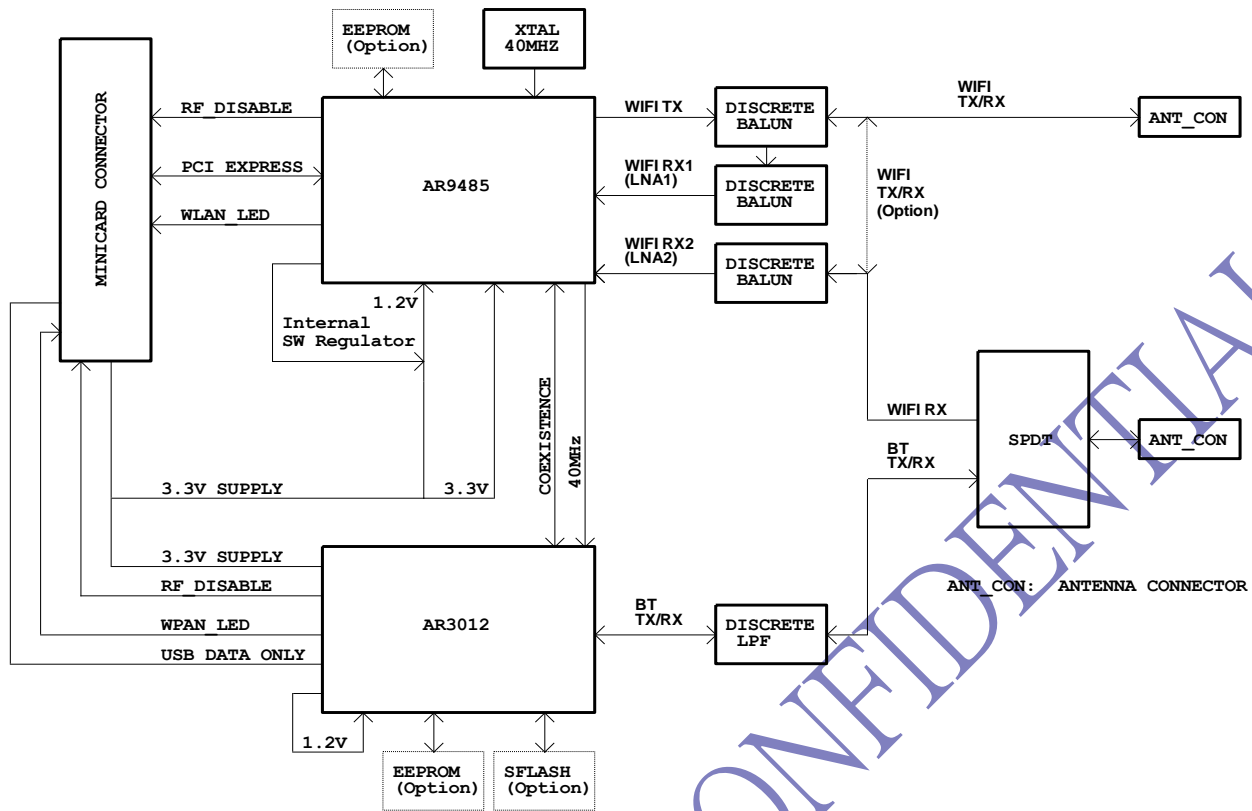 EEPROM
(Option)
XTAL
40MHZ
MINICARD CONNECTOR
RF_DISABLE
PCI EXPRESS
WLAN_LED
AR9485
WIFI TX
WIFI RX1
(LNA1)
WIFI RX2
(LNA2)
DISCRETE
BALUN
DISCRETE
BALUN
DISCRETE
BALUN
WIFI
TX/RX
ANT_CON
WIFI
TX/RX
(Option)
1.2V
Internal
SW Regulator
COEXISTENCE
40MHz
3.3V SUPPLY
3.3V
WIFI RX
BT
TX/RX
SPDT
ANT_CON
3.3V SUPPLY
RF_DISABLE
WPAN_LED
USB DATA ONLY
AR3012
BT
TX/RX
DISCRETE
LPF
ANT_CON: ANTENNA CONNECTOR
1.2V
EEPROM
(Option)
SFLASH
(Option)
CONFIDENTIAL